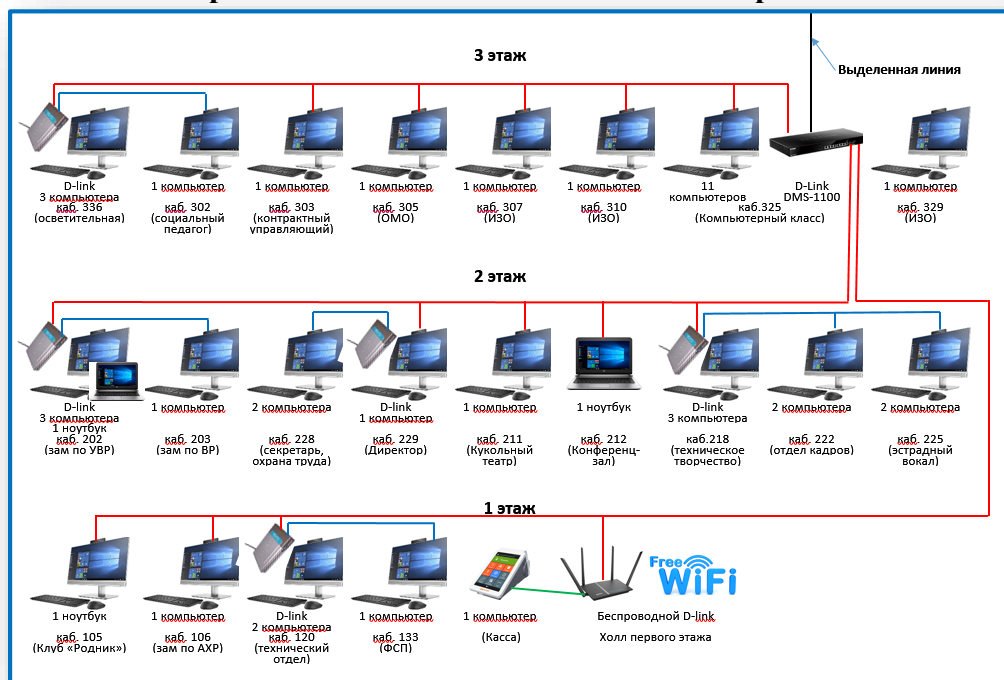 3 этаж
Выделенная линия
D-link
3 компьютера
каб. 336
(осветительная)
1 компьютер
каб. 302
(социальный
педагог)
1 компьютер
каб. 303
(контрактный
управляющий)
1 компьютер
каб. 305
(ОМО)
1 компьютер
каб. 307
(ИЗО)
1 компьютер
каб. 310
(ИЗО)
11
компьютеров
D-Link
DMS-1100
каб.325
(Компьютерный класс)
1 компьютер
каб. 329
(ИЗО)
2 этаж
D-link
3 компьютера
1 ноутбук
каб. 202
(зам по УВР)
1 компьютер
каб. 203
(зам по ВР)
2 компьютера
каб. 228
(секретарь,
охрана труда)
D-link
1 компьютер
каб. 229
(Директор)
1 компьютер
каб. 211
(Кукольный
театр)
1 ноутбук
каб. 212
(Конференц-
зал)
D-link
3 компьютера
каб.218
(техническое
творчество)
2 компьютера
каб. 222
(отдел кадров)
2 компьютера
каб. 225
(эстрадный
вокал)
1 этаж
1 ноутбук
каб. 105
(Клуб «Родник»)
1 компьютер
каб. 106
(зам по АХР)
D-link
2 компьютера
каб. 120
(технический
отдел)
1 компьютер
каб. 133
(ФСП)
1 компьютер
(Касса)
Беспроводной D-link
Холл первого этажа
Free
WiFi